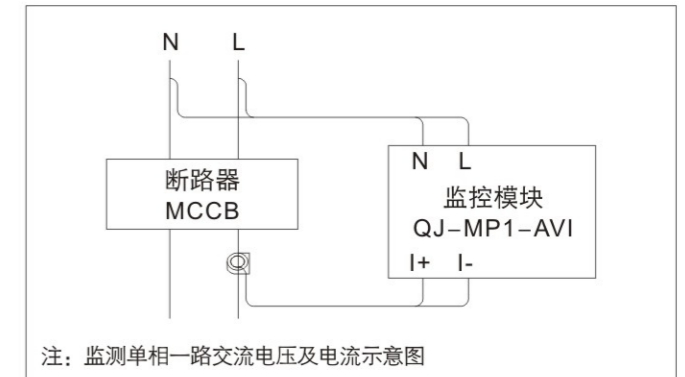 N L
N L
断路器
MCCB
监控模块
QJ-MP1-AVI
I+ I-
注：监测单相一路交流电压及电流示意图